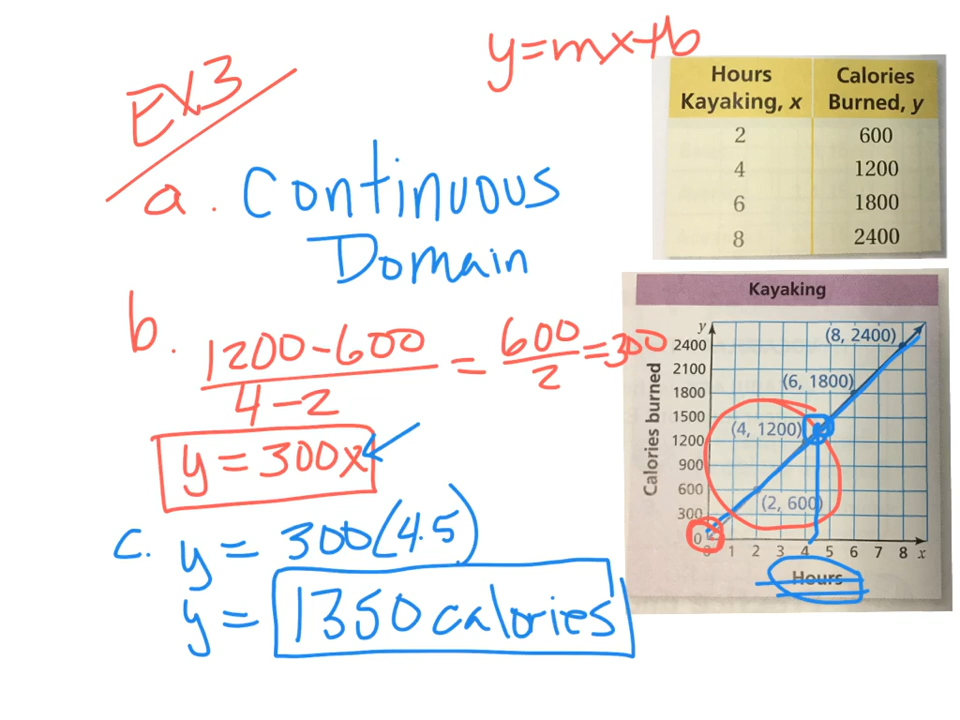 y=mx+b
Ex3
Hours Kayaking, x
Calories Burned, y
2 600
4 1200
6 1800
8 2400
a. Continuous
Domain
b. 1200-600 / 4-2 = 600 / 2 = 300
y = 300x
c. y = 300(4.5)
y = 1350 calories
Kayaking
Calories burned
y
2400
2100
1800
1500
1200
900
600
300
0
(8, 2400)
(6, 1800)
(4, 1200)
(2, 600)
0 1 2 3 4 5 6 7 8 x
Hours